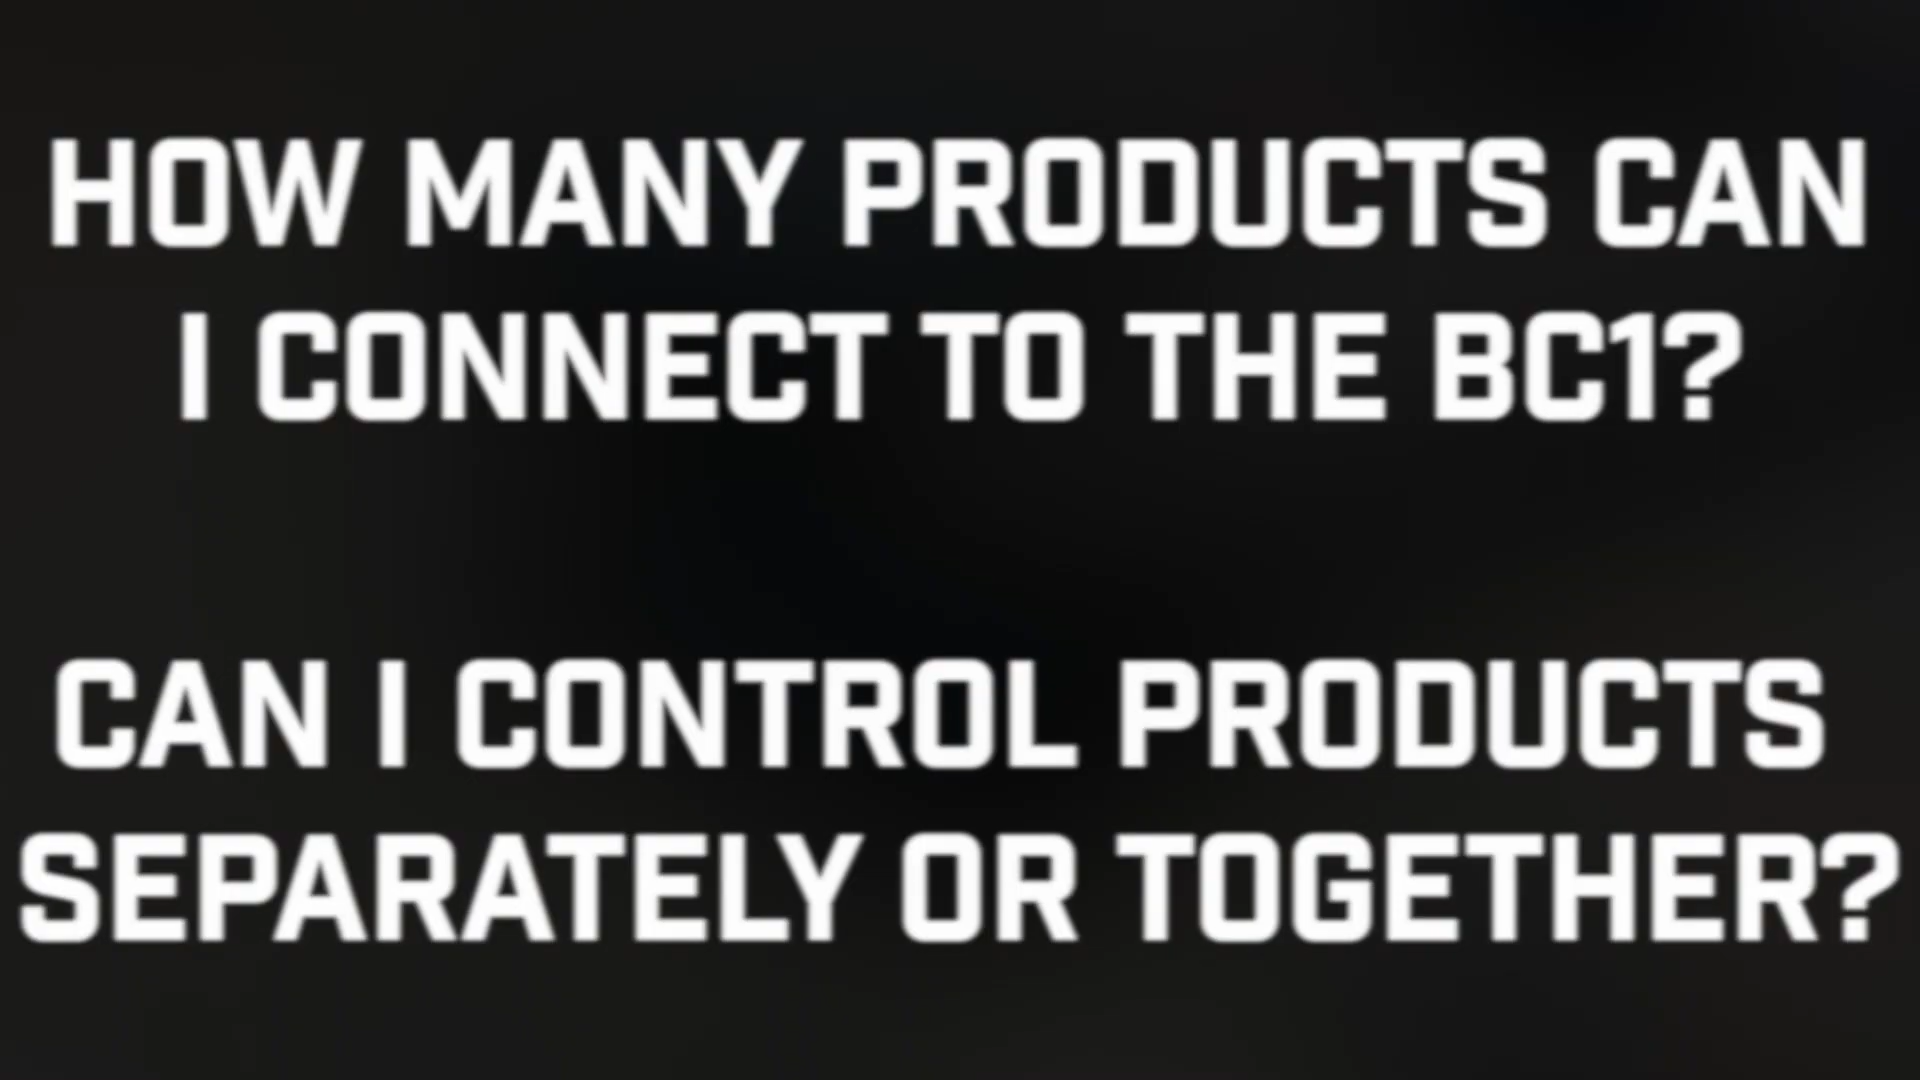 HOW MANY PRODUCTS CAN
I CONNECT TO THE BC1?
CAN I CONTROL PRODUCTS
SEPARATELY OR TOGETHER?